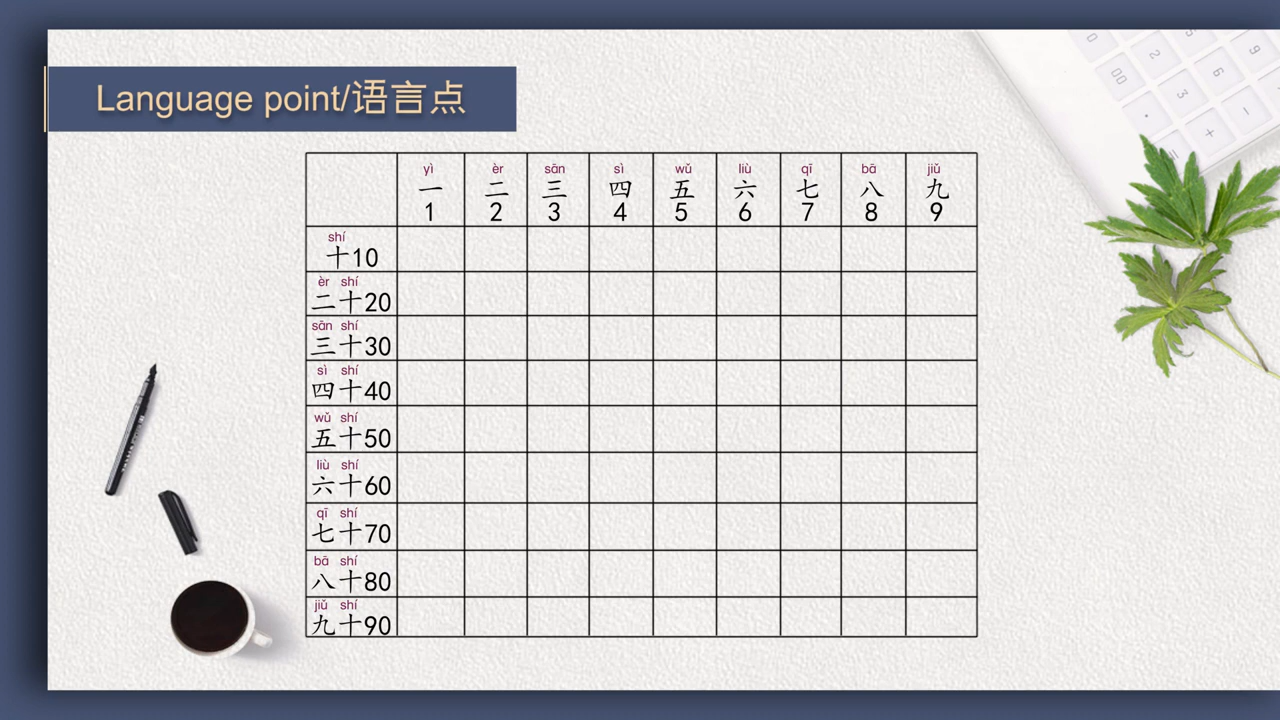 Language point/语言点
yì èr sān sì wǔ liù qī bā jiǔ
一 二 三 四 五 六 七 八 九
1 2 3 4 5 6 7 8 9
shí
十10
èr shí
二十20
sān shí
三十30
sì shí
四十40
wǔ shí
五十50
liù shí
六十60
qī shí
七十70
bā shí
八十80
jiǔ shí
九十90